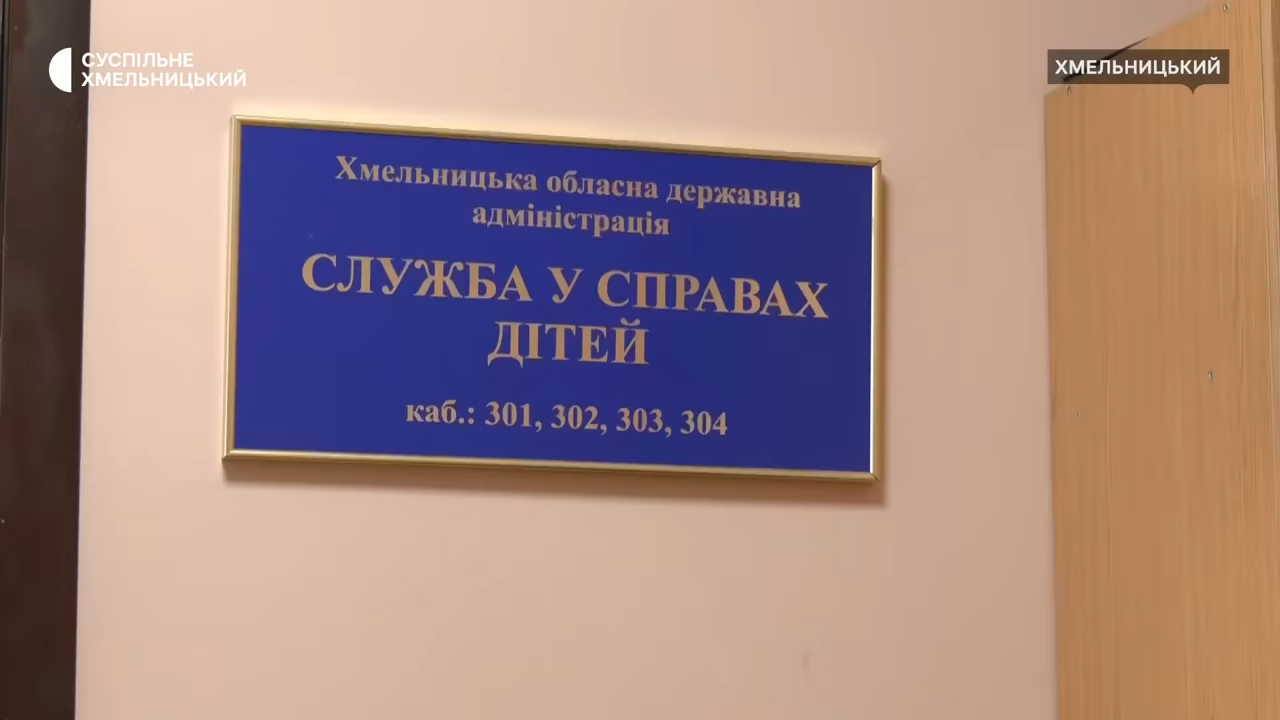 СУСПІЛЬНЕ
ХМЕЛЬНИЦЬКИЙ
ХМЕЛЬНИЦЬКИЙ
Хмельницька обласна державна
адміністрація
СЛУЖБА У СПРАВАХ
ДІТЕЙ
каб.: 301, 302, 303, 304